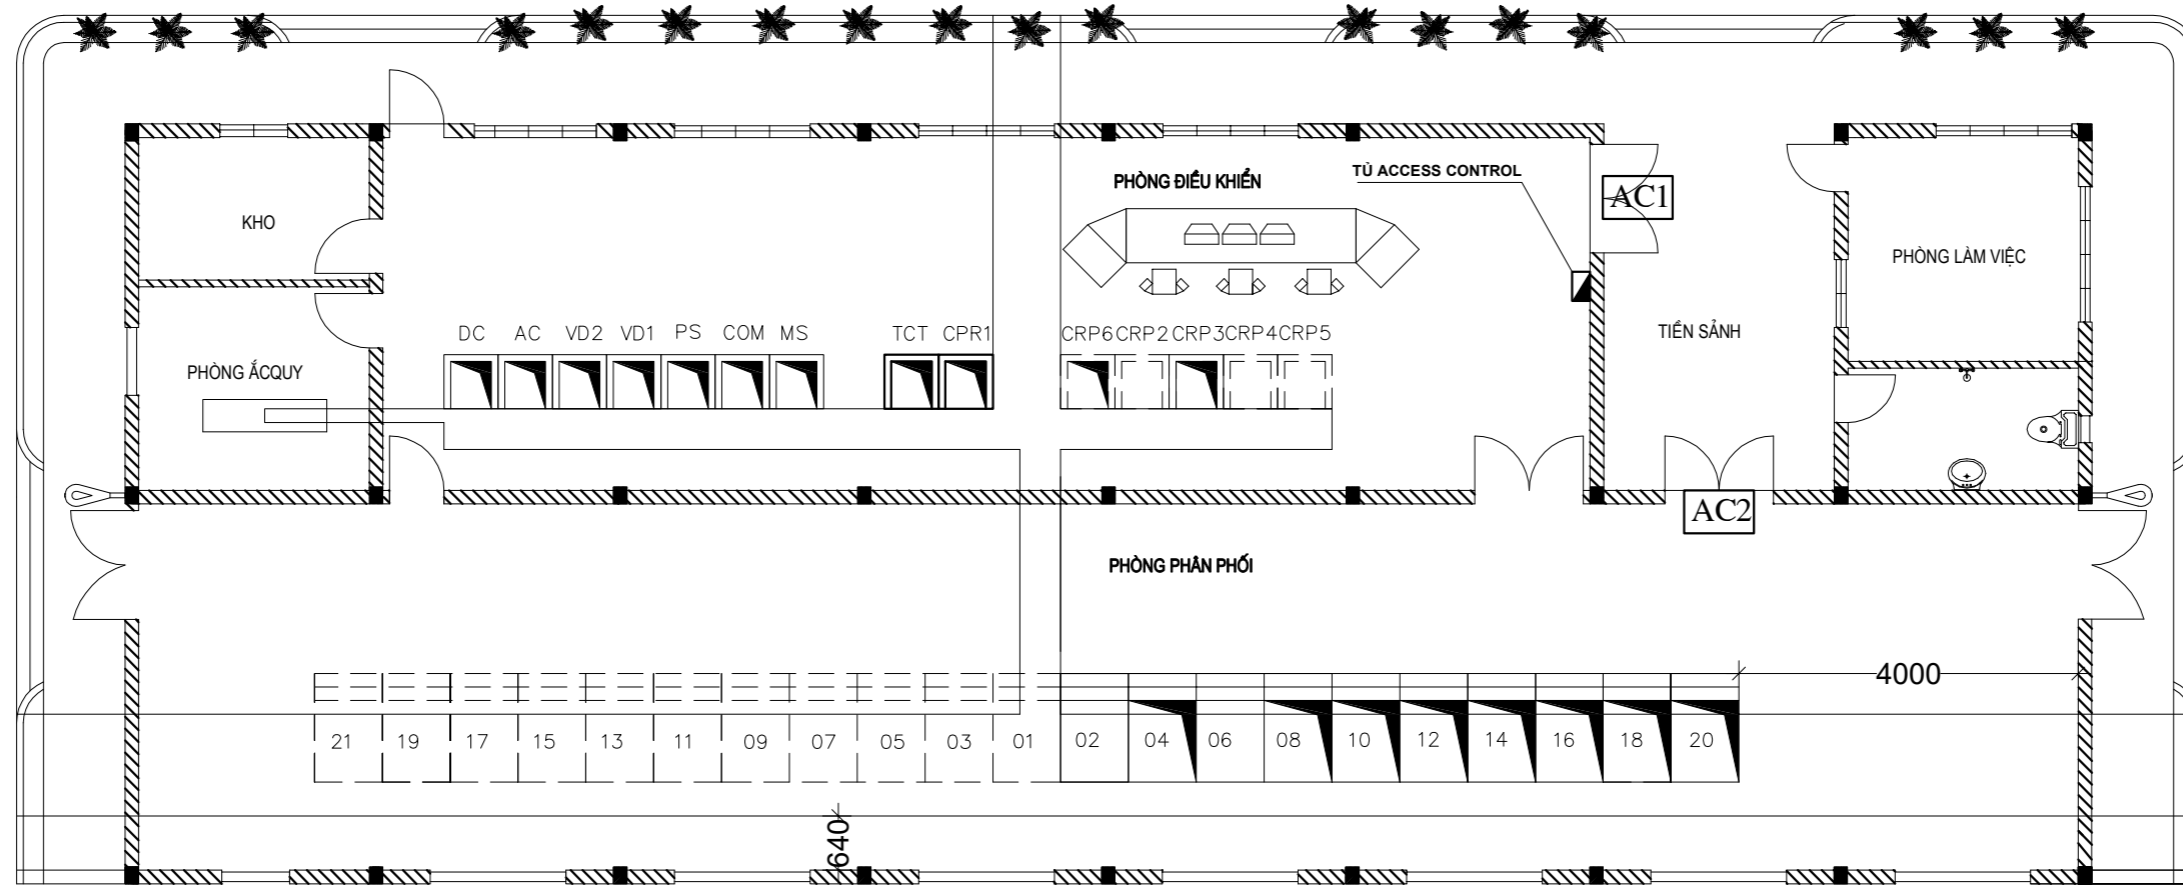 PHÒNG ĐIỀU KHIỂN
TỦ ACCESS CONTROL
AC1
KHO
PHÒNG LÀM VIỆC
TIỀN SẢNH
DC AC VD2 VD1 PS COM MS TCT CPR1 CRP6 CRP2 CRP3 CRP4 CRP5
PHÒNG ẮCQUY
AC2
PHÒNG PHÂN PHỐI
4000
21 19 17 15 13 11 09 07 05 03 01 02 04 06 08 10 12 14 16 18 20
640